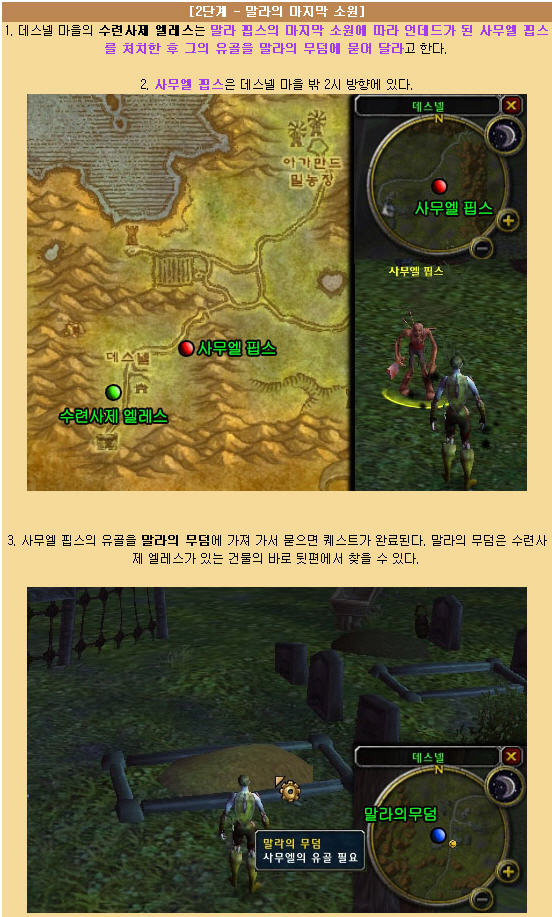 [2단계 - 말라의 마지막 소원]
1. 데스넬 마을의 수련사제 엘레스는 말라 핍스의 마지막 소원에 따라 언데드가 된 사무엘 핍스
를 처치한 후 그의 유골을 말라의 무덤에 묻어 달라고 한다.
2. 사무엘 핍스은 데스넬 마을 밖 2시 방향에 있다.
아가만드
밀농장
데스넬
사무엘 핍스
수련사제 엘레스
데스넬
N
사무엘 핍스
사무엘 핍스
3. 사무엘 핍스의 유골을 말라의 무덤에 가져 가서 묻으면 퀘스트가 완료된다. 말라의 무덤은 수련사
제 엘레스가 있는 건물의 바로 뒷편에서 찾을 수 있다.
데스넬
N
말라의무덤
말라의 무덤
사무엘의 유골 필요